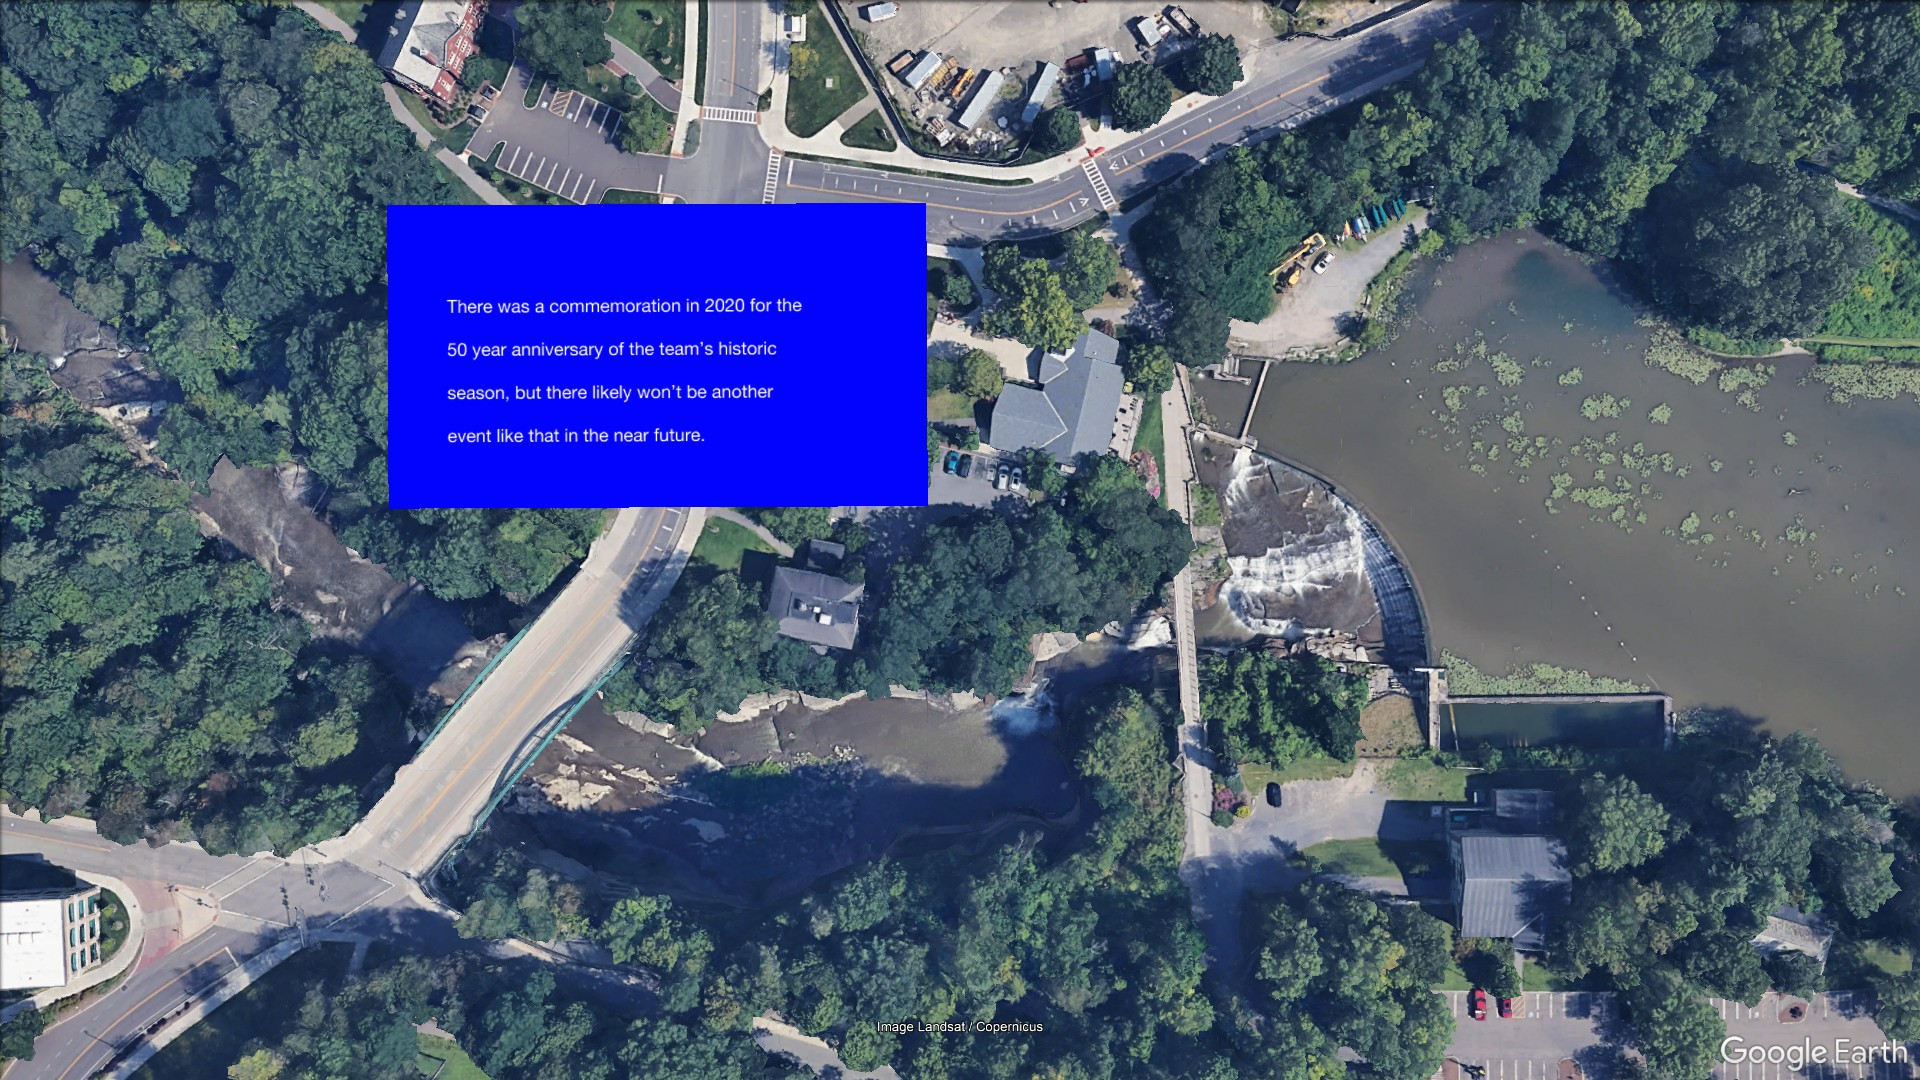 There was a commemoration in 2020 for the
50 year anniversary of the team’s historic
season, but there likely won’t be another
event like that in the near future.
Image Landsat / Copernicus
Google Earth